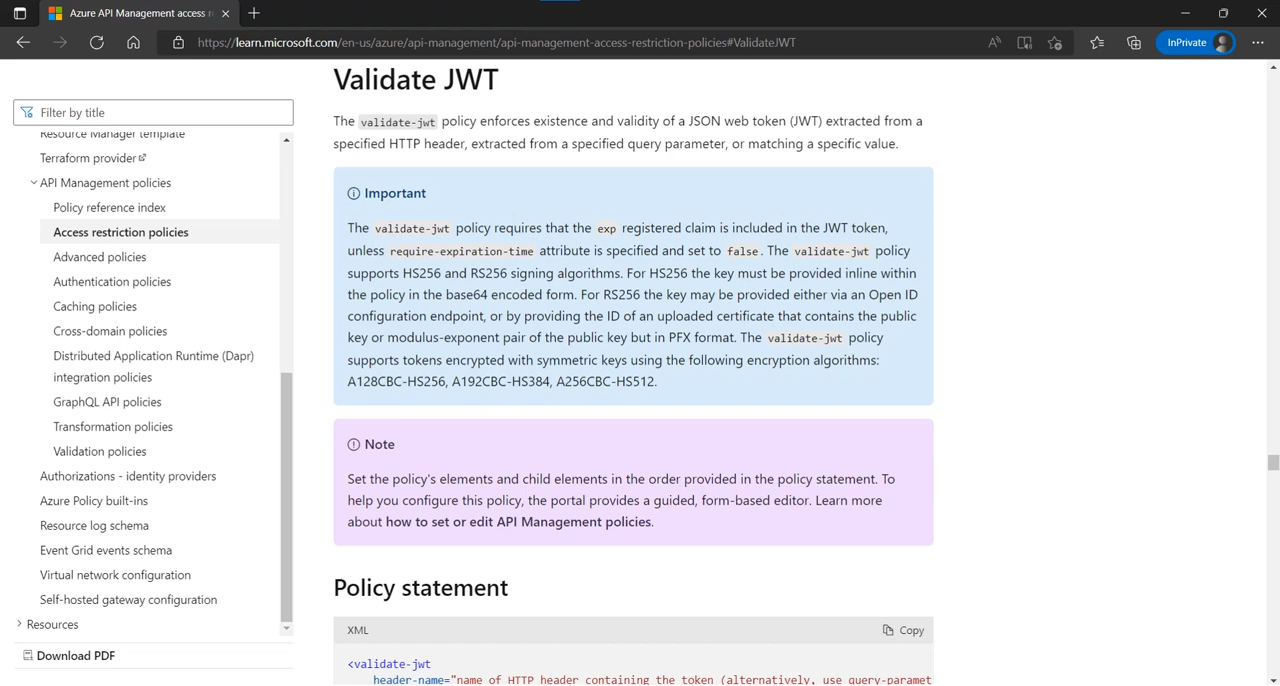 Azure API Management access r
https://learn.microsoft.com/en-us/azure/api-management/api-management-access-restriction-policies#ValidateJWT
InPrivate
Filter by title
Resource Manager template
Terraform provider
API Management policies
Policy reference index
Access restriction policies
Advanced policies
Authentication policies
Caching policies
Cross-domain policies
Distributed Application Runtime (Dapr)
integration policies
GraphQL API policies
Transformation policies
Validation policies
Authorizations - identity providers
Azure Policy built-ins
Resource log schema
Event Grid events schema
Virtual network configuration
Self-hosted gateway configuration
Resources
Download PDF
Validate JWT
The validate-jwt policy enforces existence and validity of a JSON web token (JWT) extracted from a
specified HTTP header, extracted from a specified query parameter, or matching a specific value.
Important
The validate-jwt policy requires that the exp registered claim is included in the JWT token,
unless require-expiration-time attribute is specified and set to false. The validate-jwt policy
supports HS256 and RS256 signing algorithms. For HS256 the key must be provided inline within
the policy in the base64 encoded form. For RS256 the key may be provided either via an Open ID
configuration endpoint, or by providing the ID of an uploaded certificate that contains the public
key or modulus-exponent pair of the public key but in PFX format. The validate-jwt policy
supports tokens encrypted with symmetric keys using the following encryption algorithms:
A128CBC-HS256, A192CBC-HS384, A256CBC-HS512.
Note
Set the policy's elements and child elements in the order provided in the policy statement. To
help you configure this policy, the portal provides a guided, form-based editor. Learn more
about how to set or edit API Management policies.
Policy statement
XML
Copy
<validate-jwt
header-name="name of HTTP header containing the token (alternatively, use query-paramet